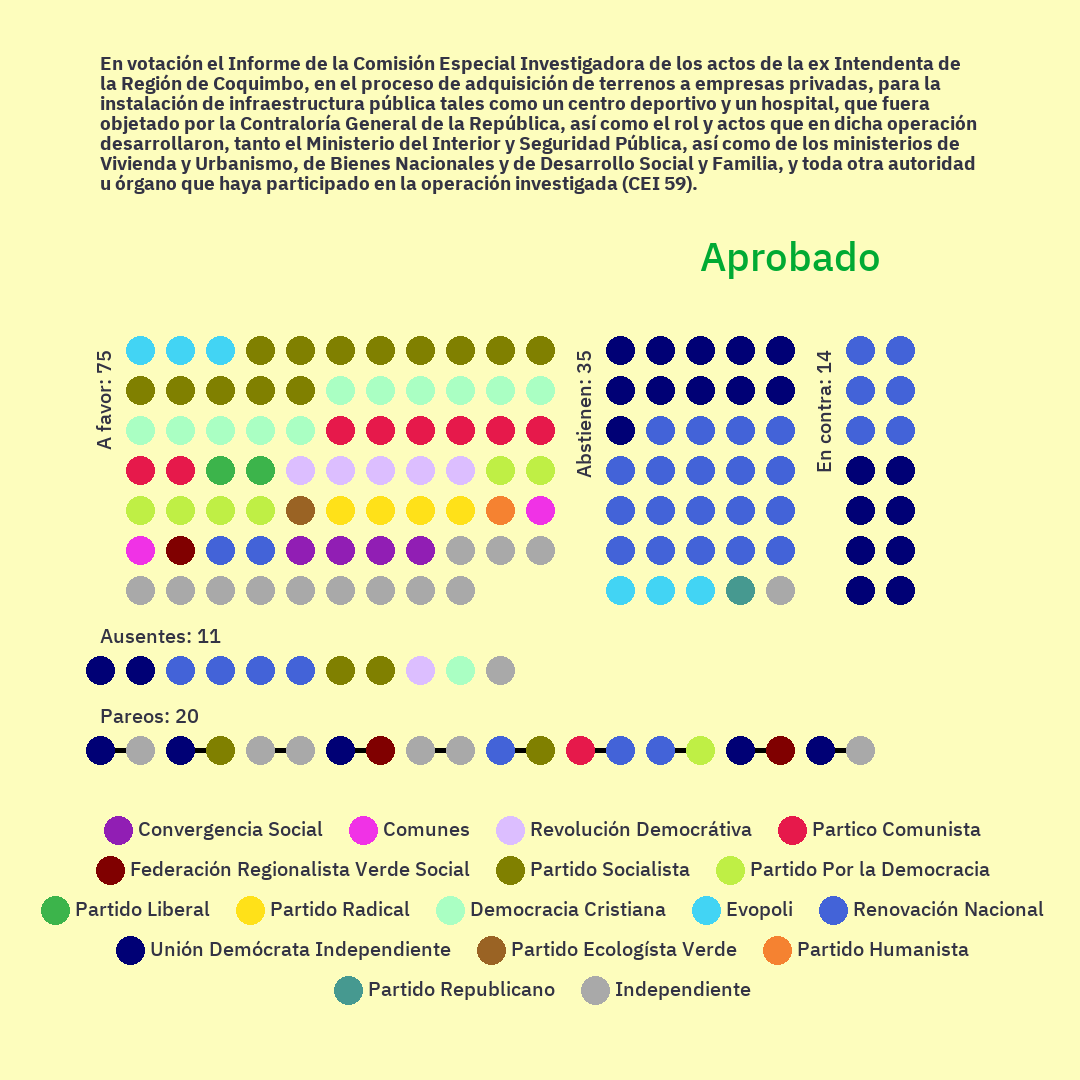 En votación el Informe de la Comisión Especial Investigadora de los actos de la ex Intendenta de
la Región de Coquimbo, en el proceso de adquisición de terrenos a empresas privadas, para la
instalación de infraestructura pública tales como un centro deportivo y un hospital, que fuera
objetado por la Contraloría General de la República, así como el rol y actos que en dicha operación
desarrollaron, tanto el Ministerio del Interior y Seguridad Pública, así como de los ministerios de
Vivienda y Urbanismo, de Bienes Nacionales y de Desarrollo Social y Familia, y toda otra autoridad
u órgano que haya participado en la operación investigada (CEI 59).
Aprobado
A favor: 75
Abstienen: 35
En contra: 14
Ausentes: 11
Pareos: 20
Convergencia Social Comunes Revolución Democrátiva Partico Comunista
Federación Regionalista Verde Social Partido Socialista Partido Por la Democracia
Partido Liberal Partido Radical Democracia Cristiana Evopoli Renovación Nacional
Unión Demócrata Independiente Partido Ecologísta Verde Partido Humanista
Partido Republicano Independiente